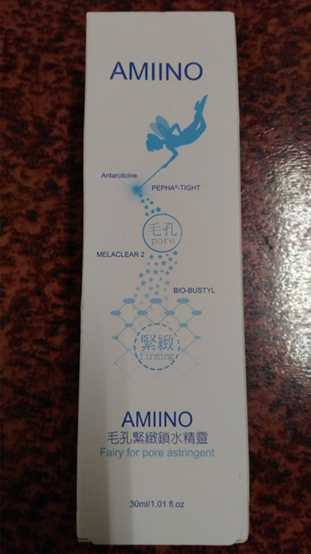 AMIINO
Antarcticine
PEPHA®-TIGHT
毛孔
pore
MELACLEAR 2
BIO-BUSTYL
緊緻
firming
AMIINO
毛孔緊緻鎖水精靈
Fairy for pore astringent
30ml/1.01 fl.oz